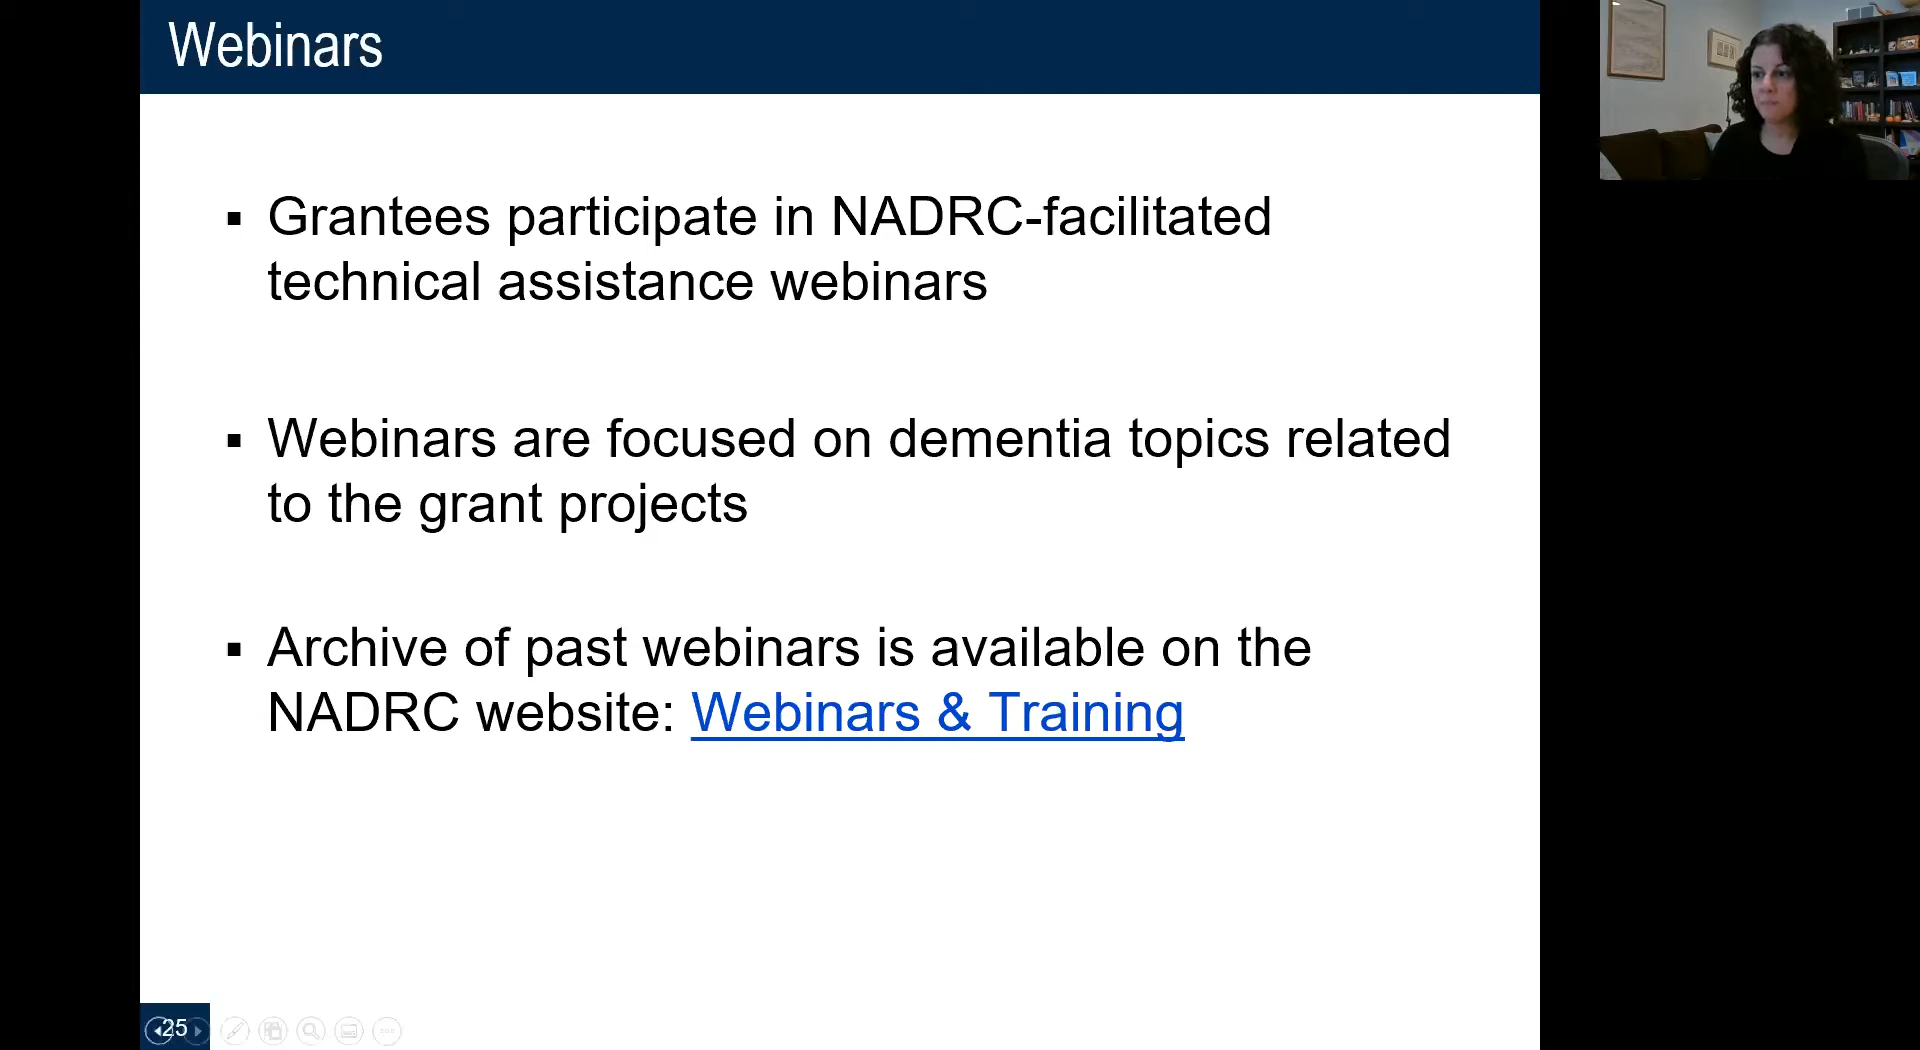 Webinars
▪ Grantees participate in NADRC-facilitated
technical assistance webinars
▪ Webinars are focused on dementia topics related
to the grant projects
▪ Archive of past webinars is available on the
NADRC website: Webinars & Training
25